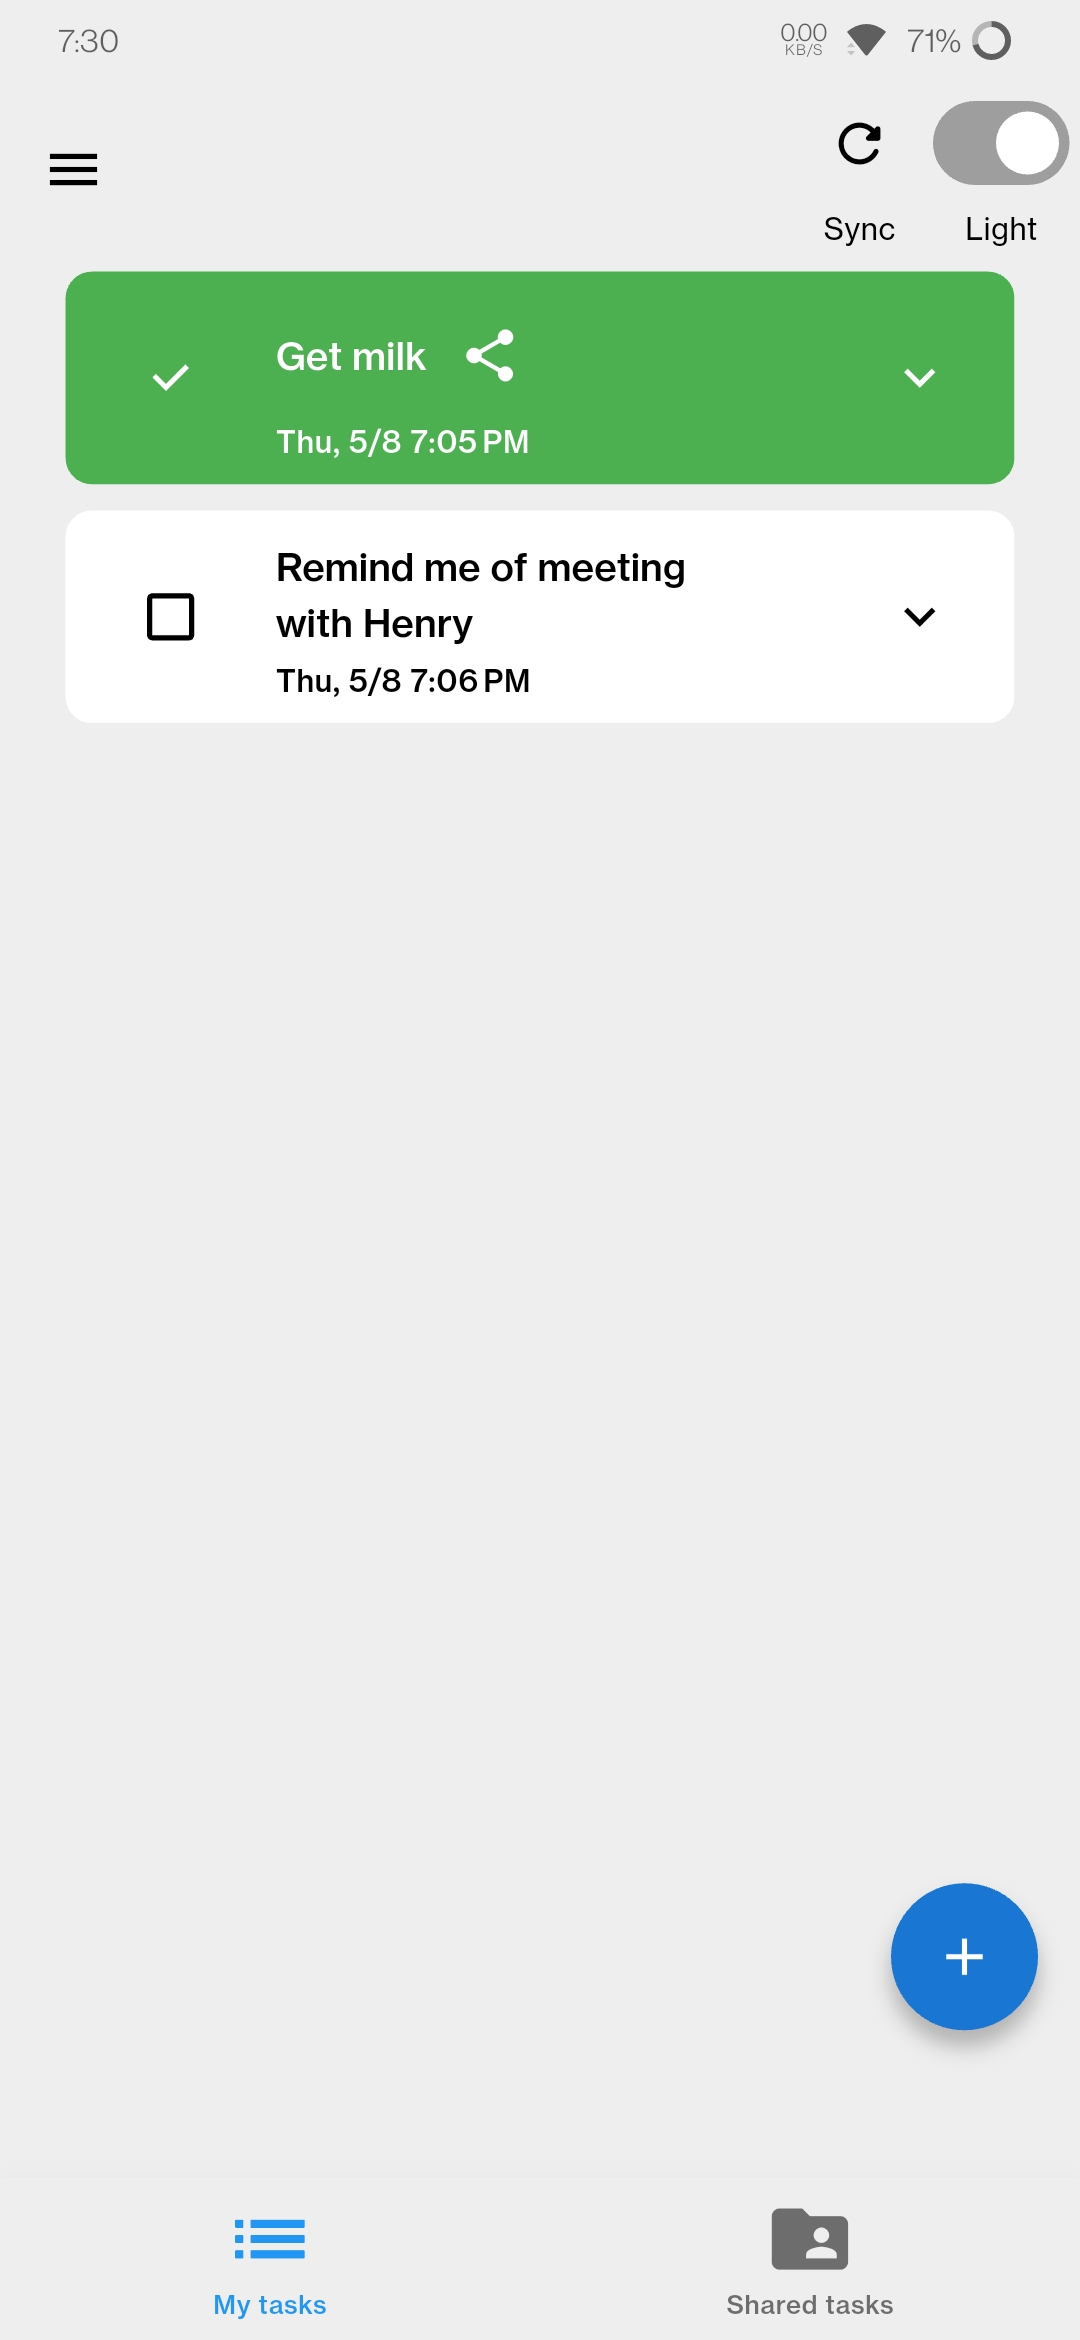 7:30
0.00
KB/S
71%
Sync
Light
Get milk
Thu, 5/8 7:05 PM
Remind me of meeting
with Henry
Thu, 5/8 7:06 PM
My tasks
Shared tasks